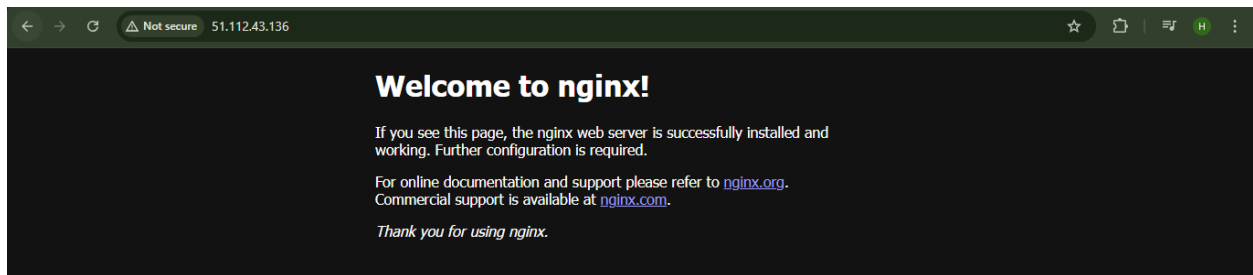 Not secure 51.112.43.136
H
Welcome to nginx!
If you see this page, the nginx web server is successfully installed and
working. Further configuration is required.
For online documentation and support please refer to nginx.org.
Commercial support is available at nginx.com.
Thank you for using nginx.